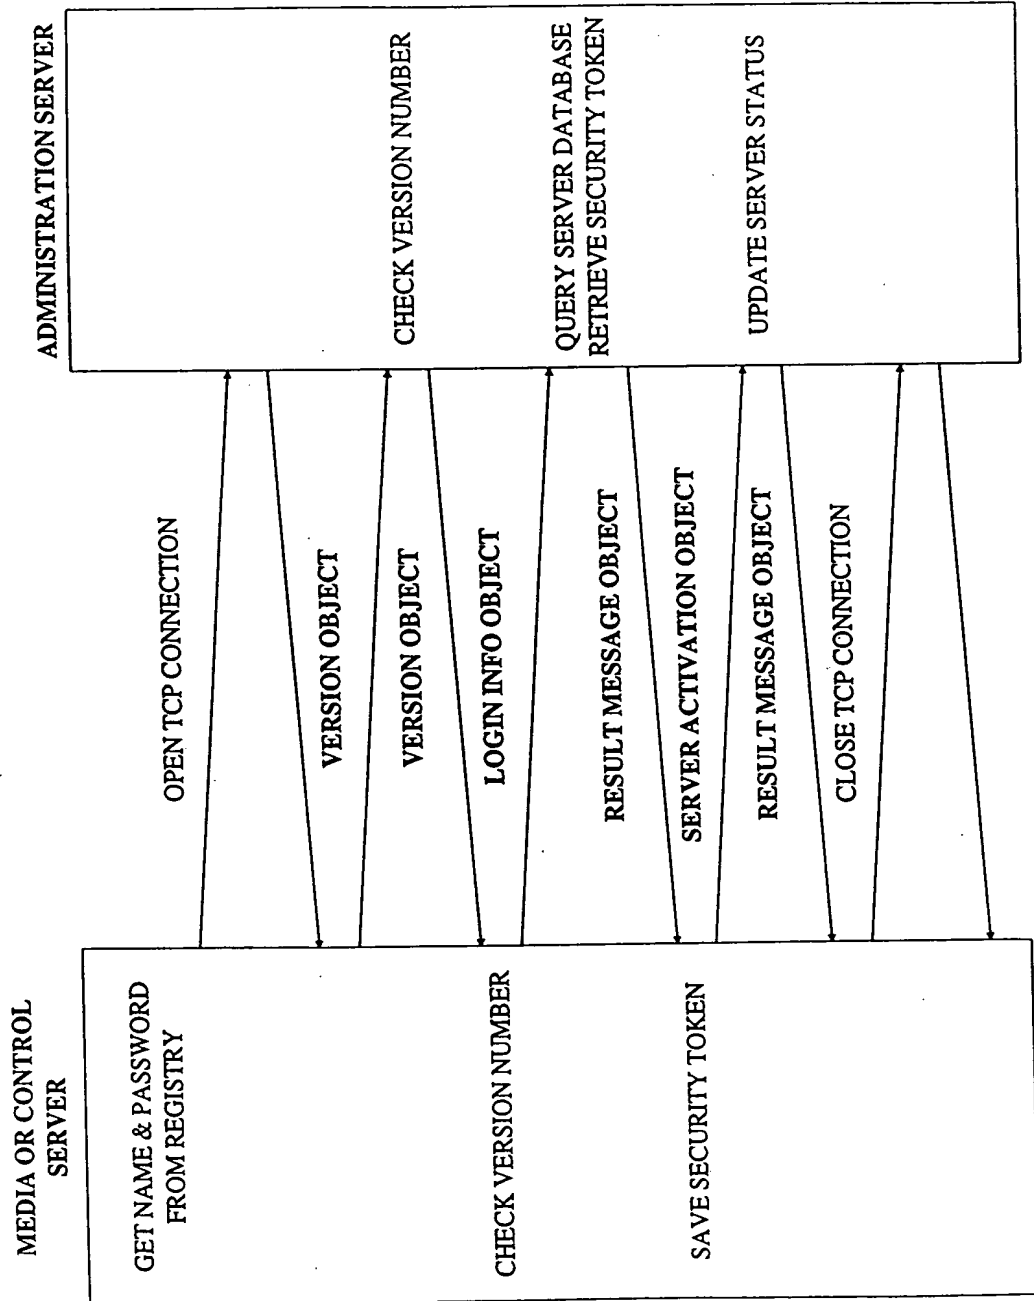 MEDIA OR CONTROL
SERVER
GET NAME & PASSWORD
FROM REGISTRY
CHECK VERSION NUMBER
SAVE SECURITY TOKEN
OPEN TCP CONNECTION
VERSION OBJECT
VERSION OBJECT
LOGIN INFO OBJECT
RESULT MESSAGE OBJECT
SERVER ACTIVATION OBJECT
RESULT MESSAGE OBJECT
CLOSE TCP CONNECTION
ADMINISTRATION SERVER
CHECK VERSION NUMBER
QUERY SERVER DATABASE
RETRIEVE SECURITY TOKEN
UPDATE SERVER STATUS